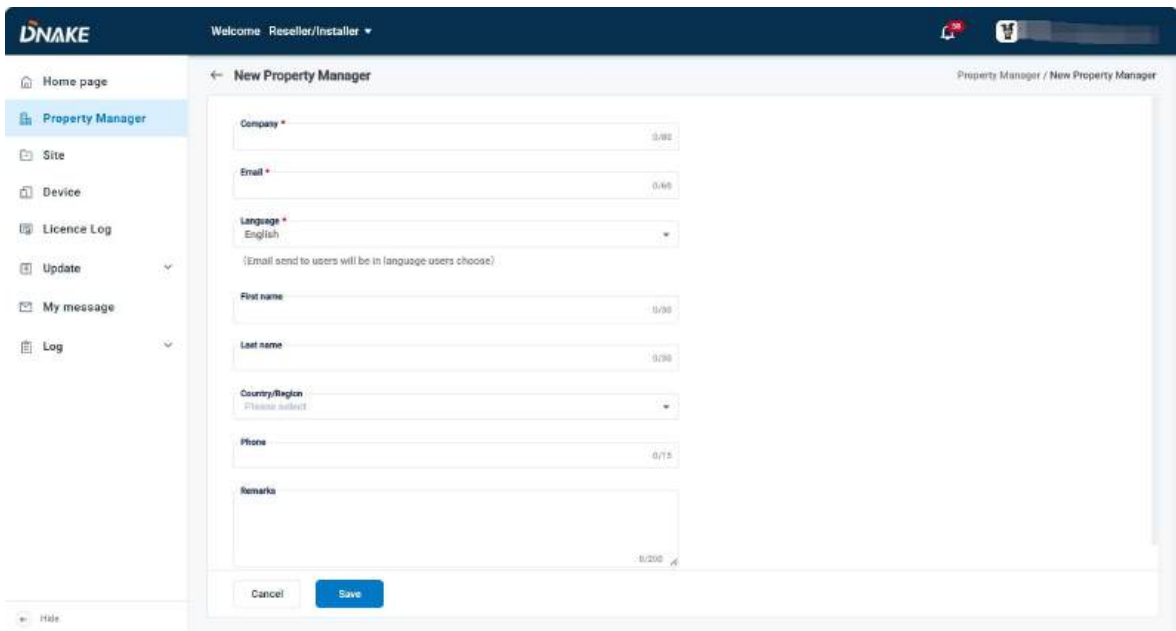 DNAKE
Welcome Reseller/Installer
58
Home page
Property Manager
Site
Device
Licence Log
Update
My message
Log
Hide
New Property Manager
Property Manager / New Property Manager
Company *
0/80
Email *
0/60
Language *
English
(Email send to users will be in language users choose)
First name
0/30
Last name
0/30
Country/Region
Please select
Phone
0/15
Remarks
0/200
Cancel
Save